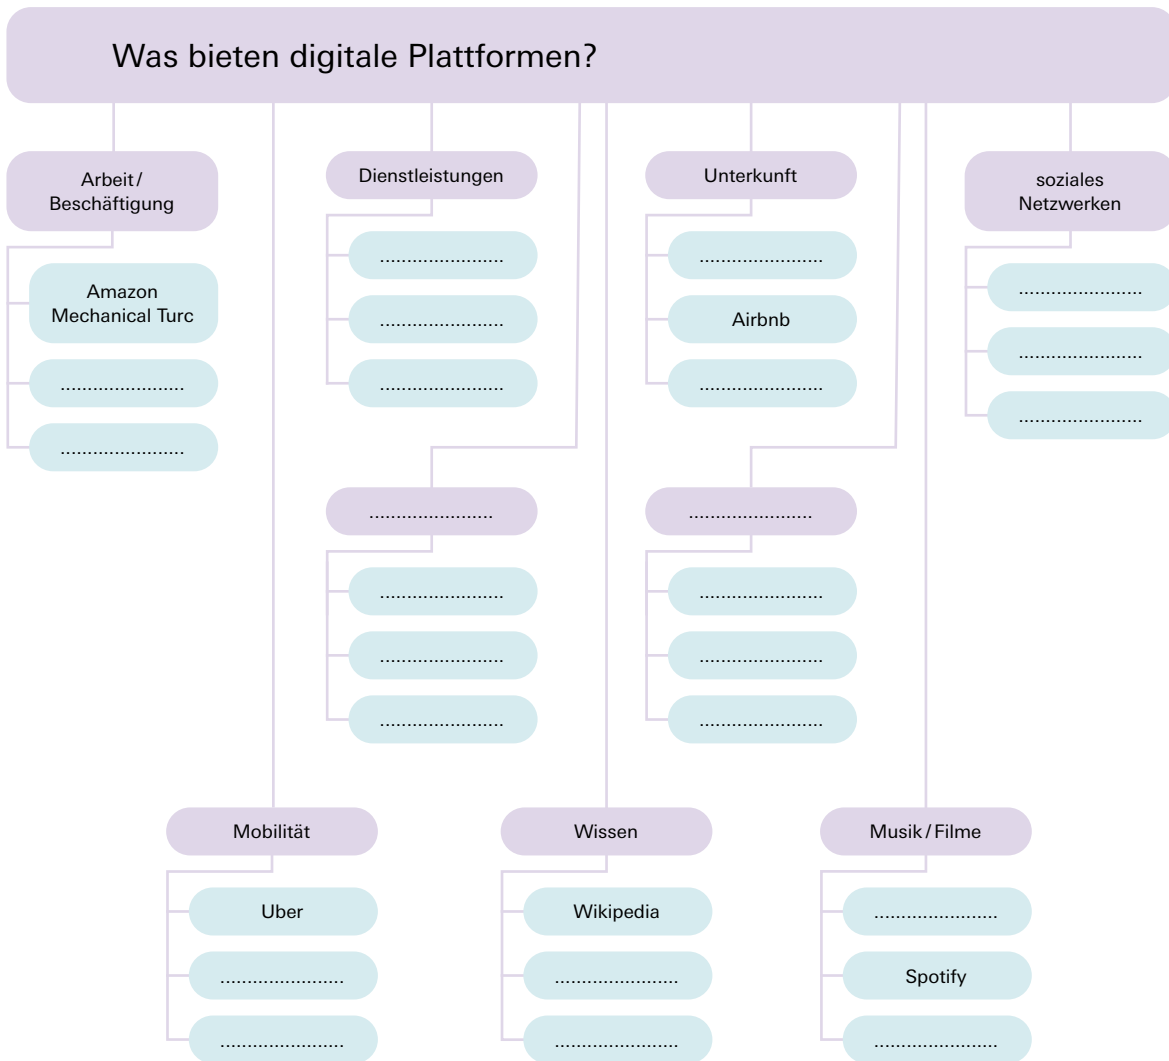 Was bieten digitale Plattformen?
Arbeit/
Beschäftigung
Amazon
Mechanical Turc
.......................
.......................
Dienstleistungen
.......................
.......................
.......................
Unterkunft
.......................
Airbnb
.......................
soziales
Netzwerken
.......................
.......................
.......................
.......................
.......................
.......................
.......................
.......................
.......................
.......................
.......................
Mobilität
Uber
.......................
.......................
Wissen
Wikipedia
.......................
.......................
Musik/Filme
.......................
Spotify
.......................